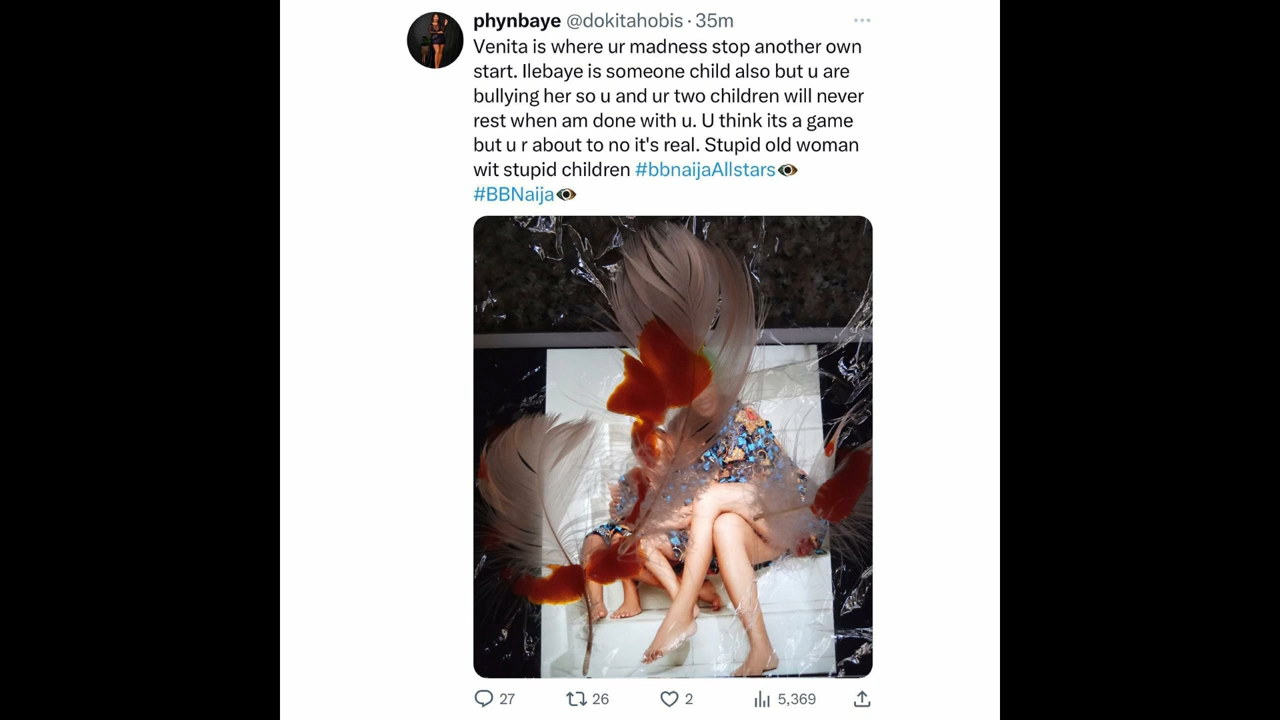 phynbaye @dokitahobis · 35m
Venita is where ur madness stop another own
start. Ilebaye is someone child also but u are
bullying her so u and ur two children will never
rest when am done with u. U think its a game
but u r about to no it's real. Stupid old woman
wit stupid children #bbnaijaAllstars👁
#BBNaija👁
27 26 2 5,369